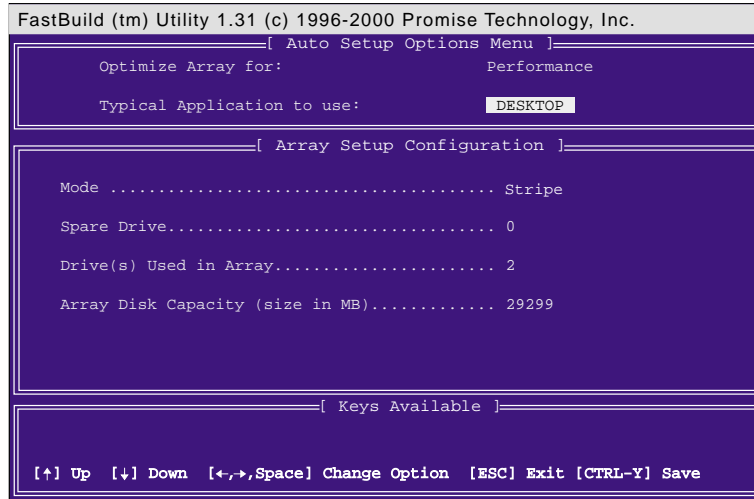 FastBuild (tm) Utility 1.31 (c) 1996-2000 Promise Technology, Inc.
[ Auto Setup Options Menu ]
Optimize Array for: Performance
Typical Application to use: DESKTOP
[ Array Setup Configuration ]
Mode ........................................ Stripe
Spare Drive.................................. 0
Drive(s) Used in Array....................... 2
Array Disk Capacity (size in MB)............. 29299
[ Keys Available ]
[↑] Up [↓] Down [←,→,Space] Change Option [ESC] Exit [CTRL-Y] Save